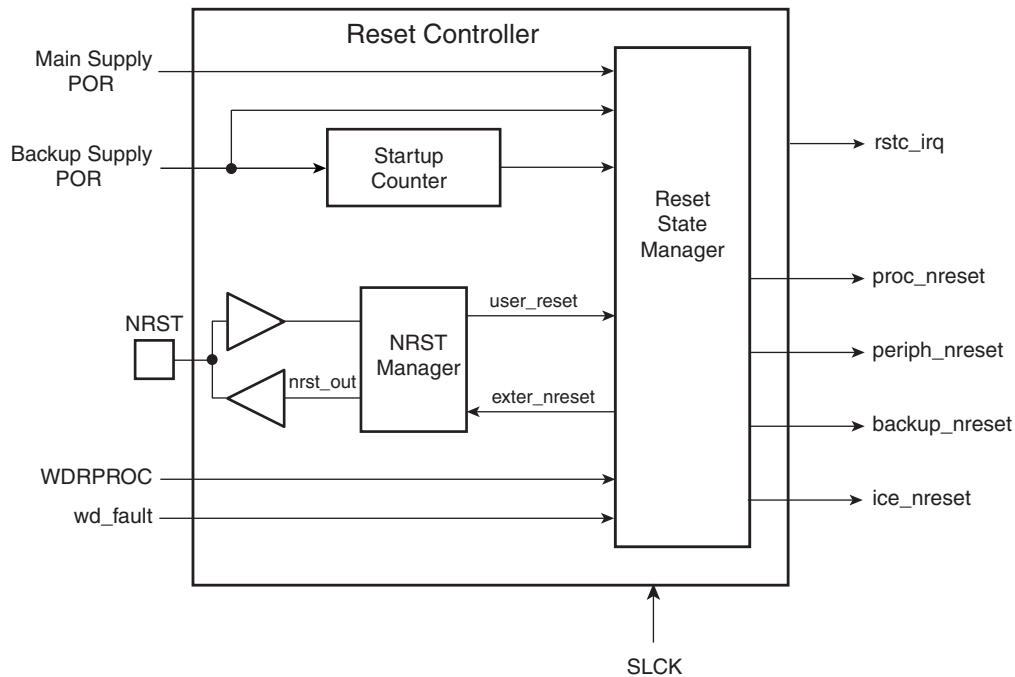 Reset Controller
Main Supply
POR
Backup Supply
POR
Startup
Counter
Reset
State
Manager
rstc_irq
proc_nreset
periph_nreset
backup_nreset
ice_nreset
NRST
NRST
Manager
user_reset
nrst_out
exter_nreset
WDRPROC
wd_fault
SLCK